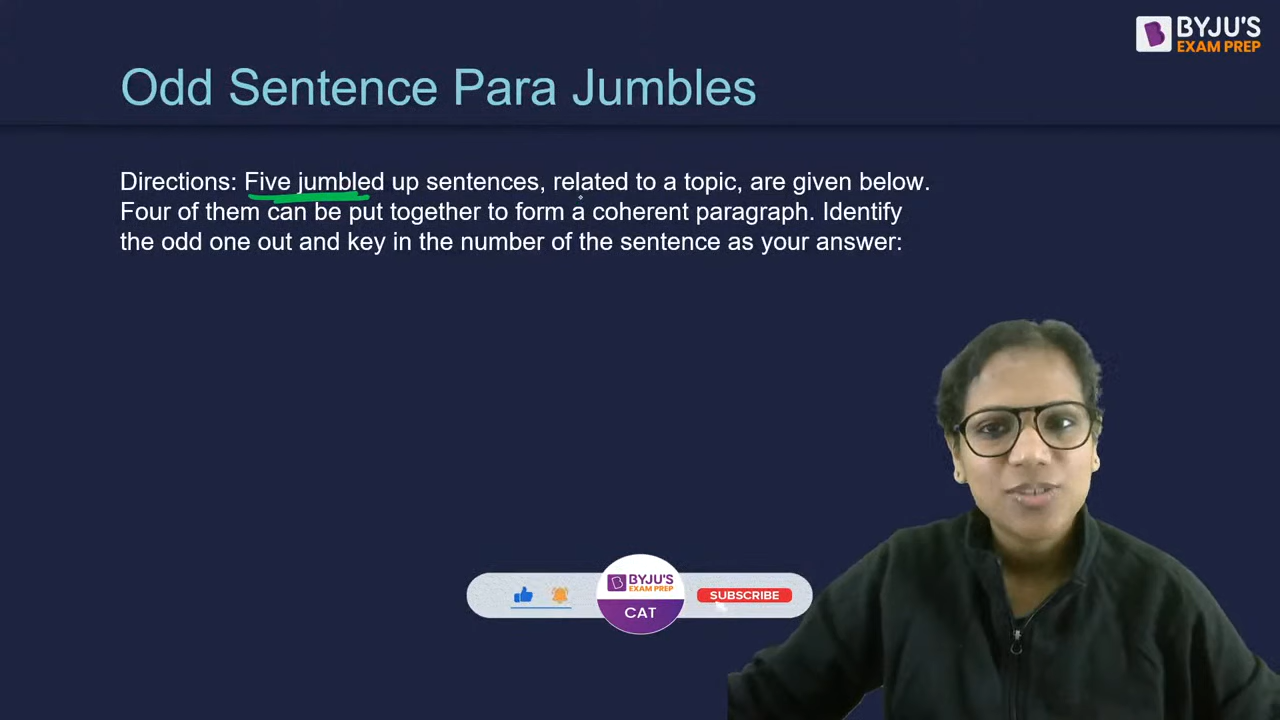 BYJU'S
EXAM PREP
Odd Sentence Para Jumbles
Directions: Five jumbled up sentences, related to a topic, are given below.
Four of them can be put together to form a coherent paragraph. Identify
the odd one out and key in the number of the sentence as your answer:
BYJU'S
EXAM PREP
CAT
SUBSCRIBE